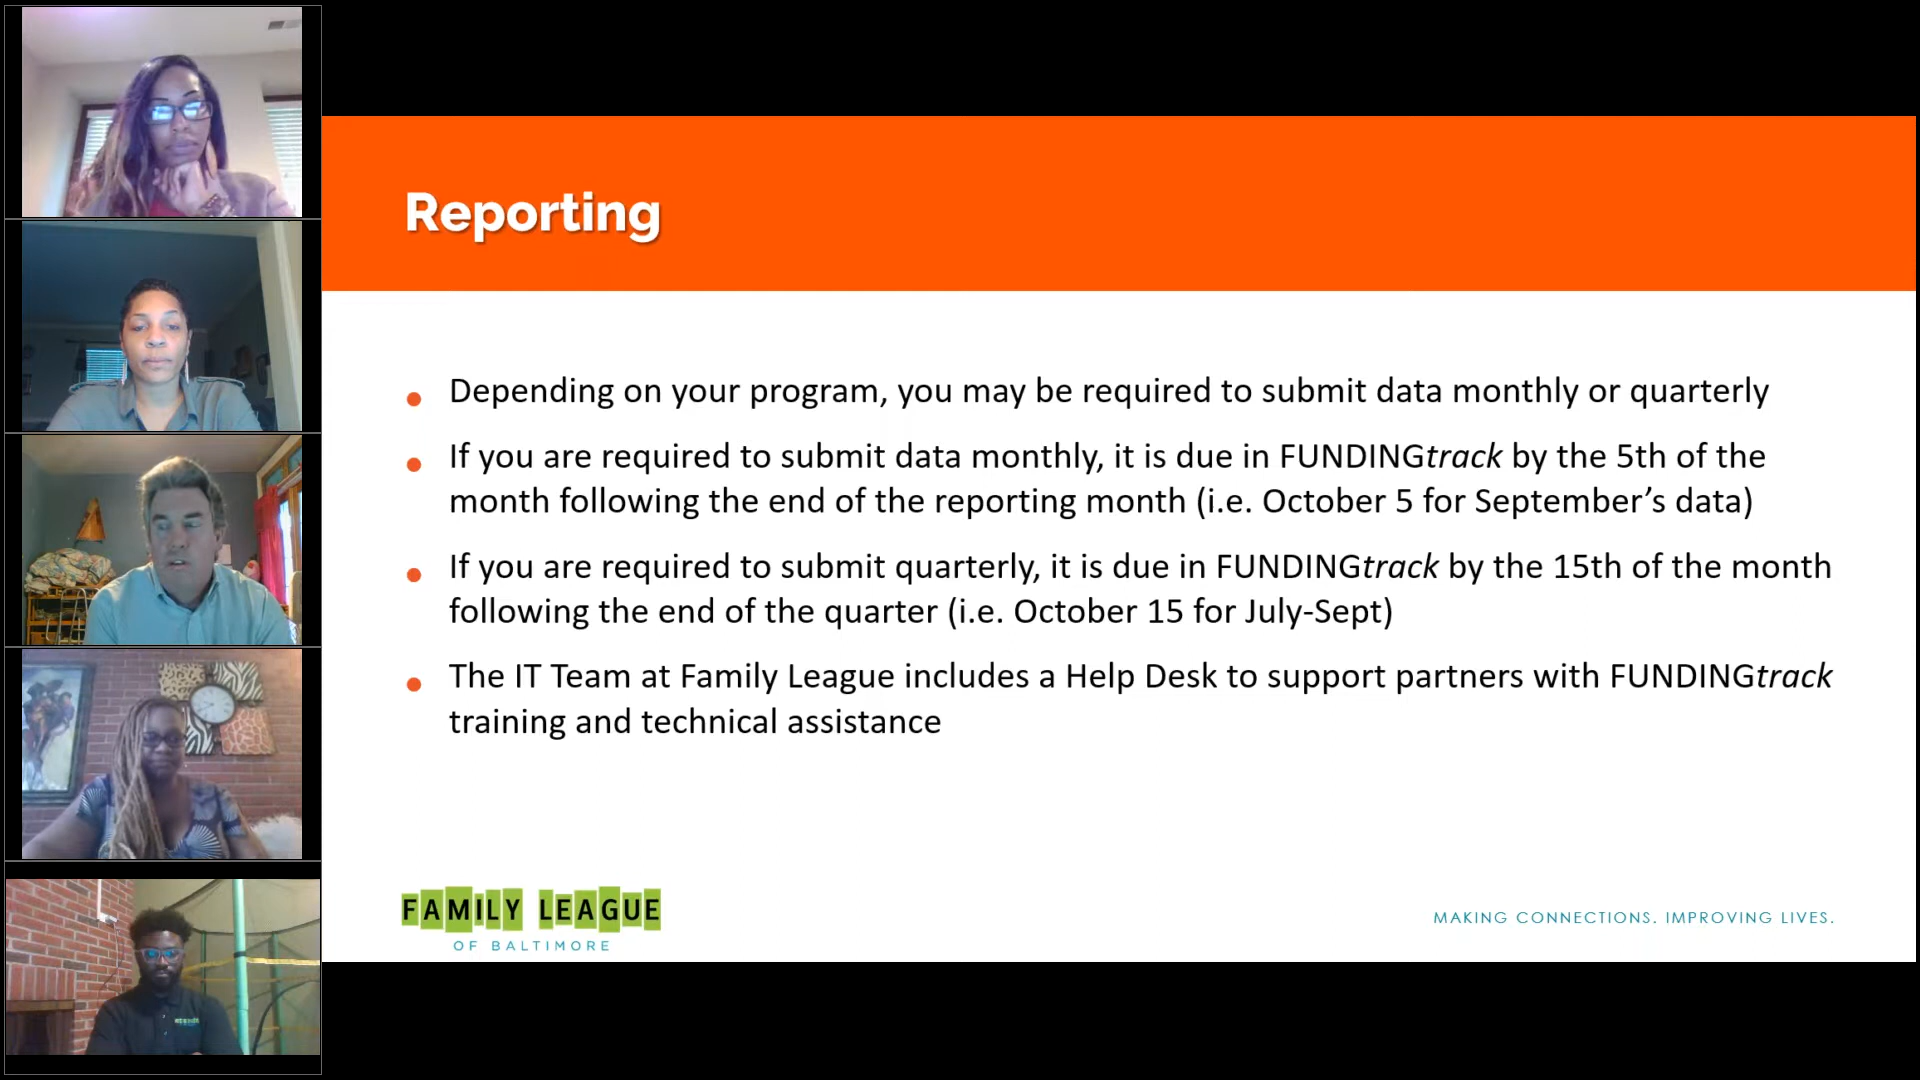 Reporting
Depending on your program, you may be required to submit data monthly or quarterly
If you are required to submit data monthly, it is due in FUNDINGtrack by the 5th of the
month following the end of the reporting month (i.e. October 5 for September’s data)
If you are required to submit quarterly, it is due in FUNDINGtrack by the 15th of the month
following the end of the quarter (i.e. October 15 for July-Sept)
The IT Team at Family League includes a Help Desk to support partners with FUNDINGtrack
training and technical assistance
FAMILY LEAGUE
OF BALTIMORE
MAKING CONNECTIONS. IMPROVING LIVES.